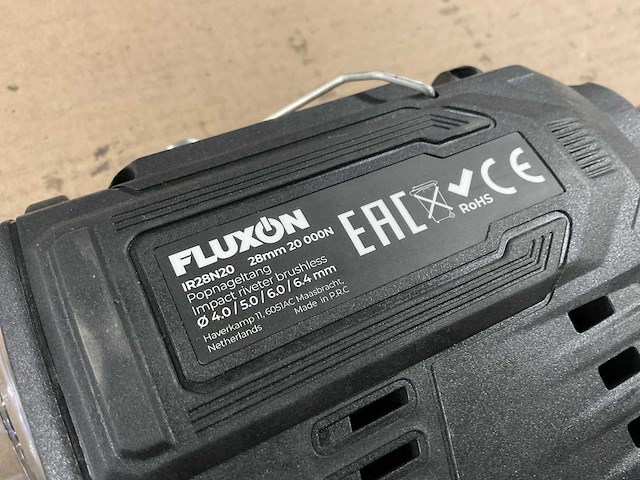 FLUXON
IR28N20 28mm 20 000N
Popnageltang
Impact riveter brushless
Ø 4.0 / 5.0 / 6.0 / 6.4 mm
Haverkamp 11, 6051AC Maasbracht,
Netherlands Made in P.R.C
EAC RoHS CE